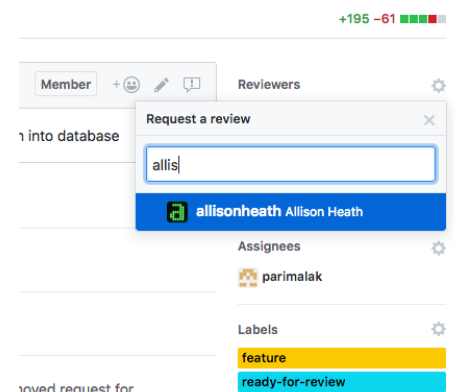 +195 −61
Member
Reviewers
Request a review
into database
allis
allisonheath Allison Heath
Assignees
parimalak
Labels
feature
ready-for-review
request for